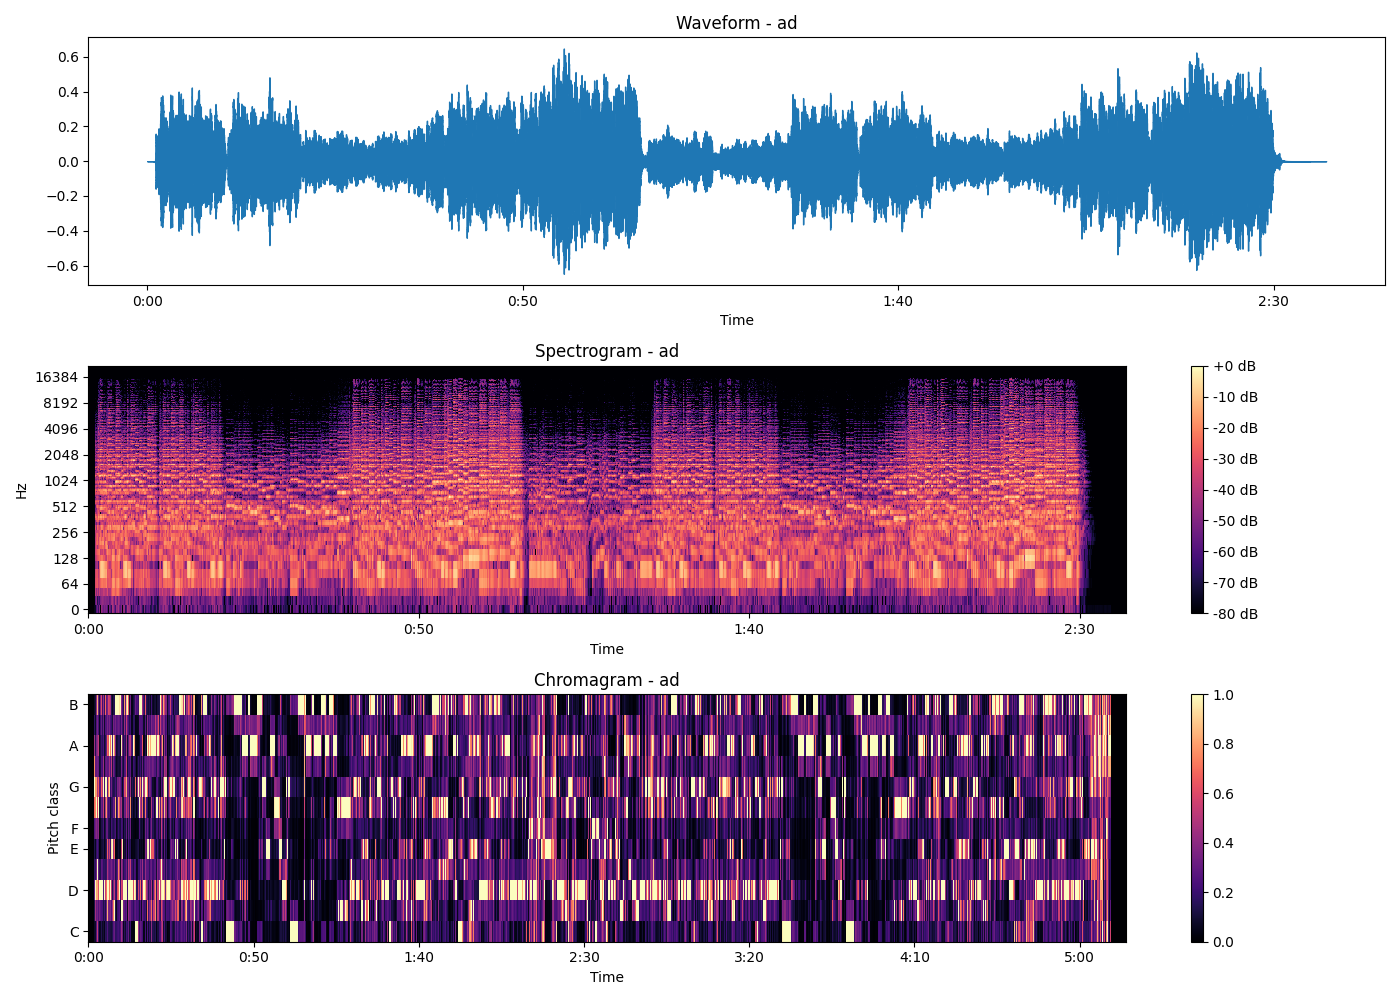 Waveform - ad
0.6
0.4
0.2
0.0
−0.2
−0.4
−0.6
0:00 0:50 1:40 2:30
Time
Spectrogram - ad
Hz
16384
8192
4096
2048
1024
512
256
128
64
0
0:00 0:50 1:40 2:30
Time
+0 dB
-10 dB
-20 dB
-30 dB
-40 dB
-50 dB
-60 dB
-70 dB
-80 dB
Chromagram - ad
Pitch class
B
A
G
F
E
D
C
0:00 0:50 1:40 2:30 3:20 4:10 5:00
Time
1.0
0.8
0.6
0.4
0.2
0.0